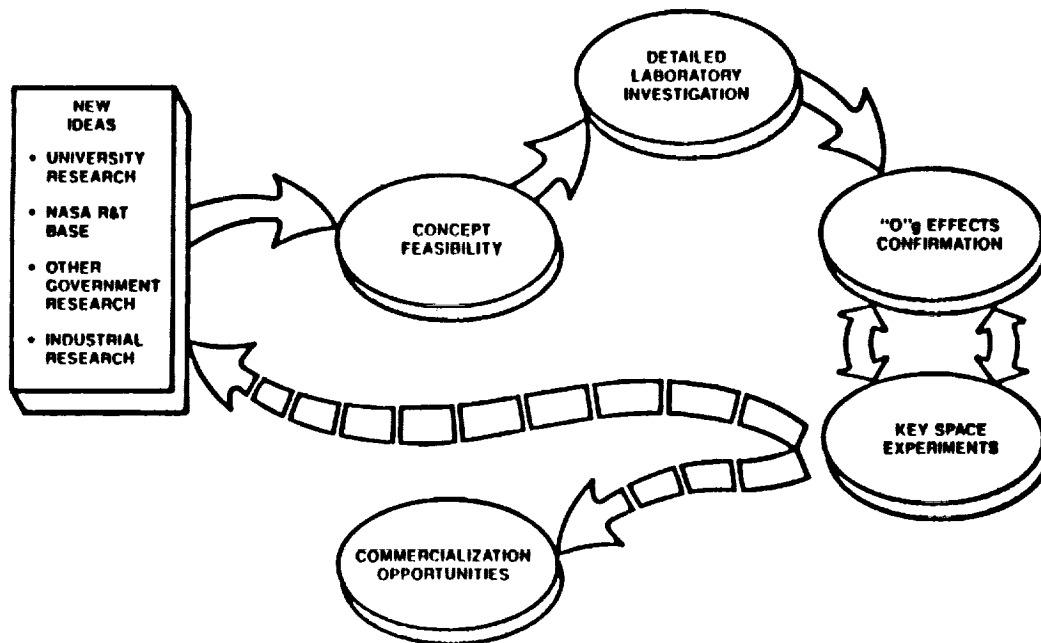 NEW
IDEAS
• UNIVERSITY
RESEARCH
• NASA R&T
BASE
• OTHER
GOVERNMENT
RESEARCH
• INDUSTRIAL
RESEARCH
CONCEPT
FEASIBILITY
DETAILED
LABORATORY
INVESTIGATION
"O"g EFFECTS
CONFIRMATION
KEY SPACE
EXPERIMENTS
COMMERCIALIZATION
OPPORTUNITIES